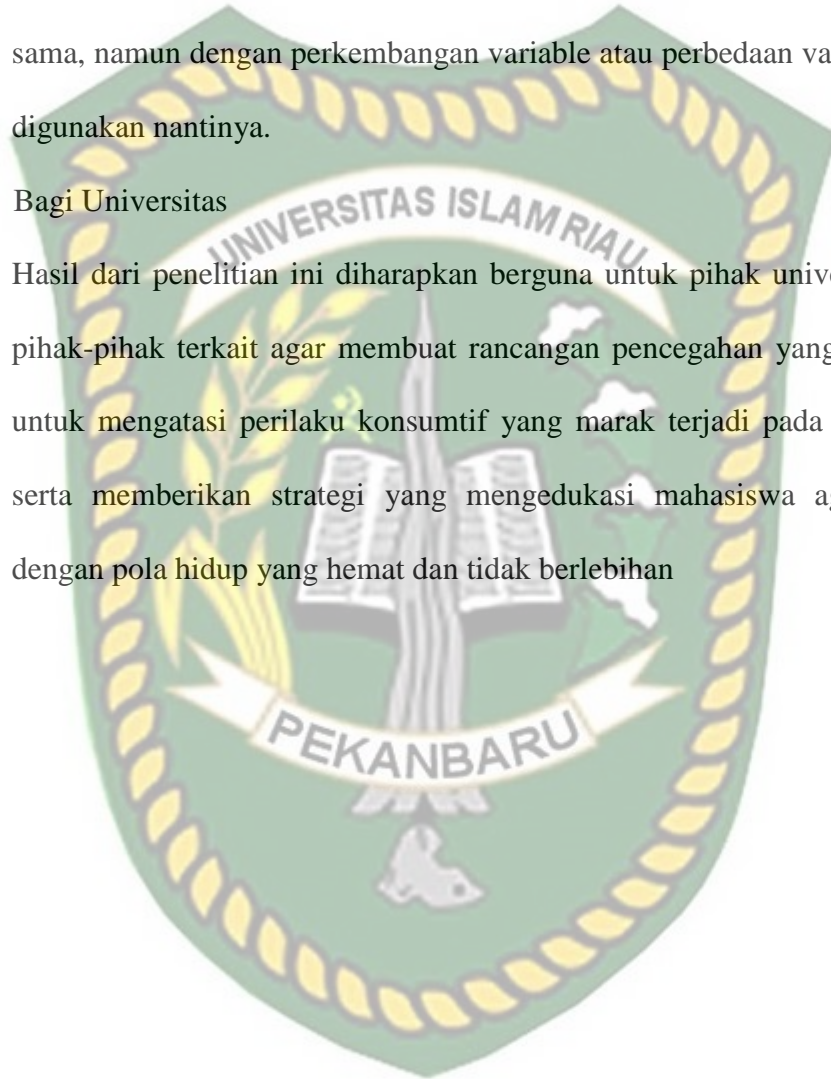 sama, namun dengan perkembangan variable atau perbedaan va
digunakan nantinya.
Bagi Universitas
UNIVERSITAS ISLAM RIAU
Hasil dari penelitian ini diharapkan berguna untuk pihak unive
pihak-pihak terkait agar membuat rancangan pencegahan yang
untuk mengatasi perilaku konsumtif yang marak terjadi pada
serta memberikan strategi yang mengedukasi mahasiswa ag
dengan pola hidup yang hemat dan tidak berlebihan
PEKANBARU